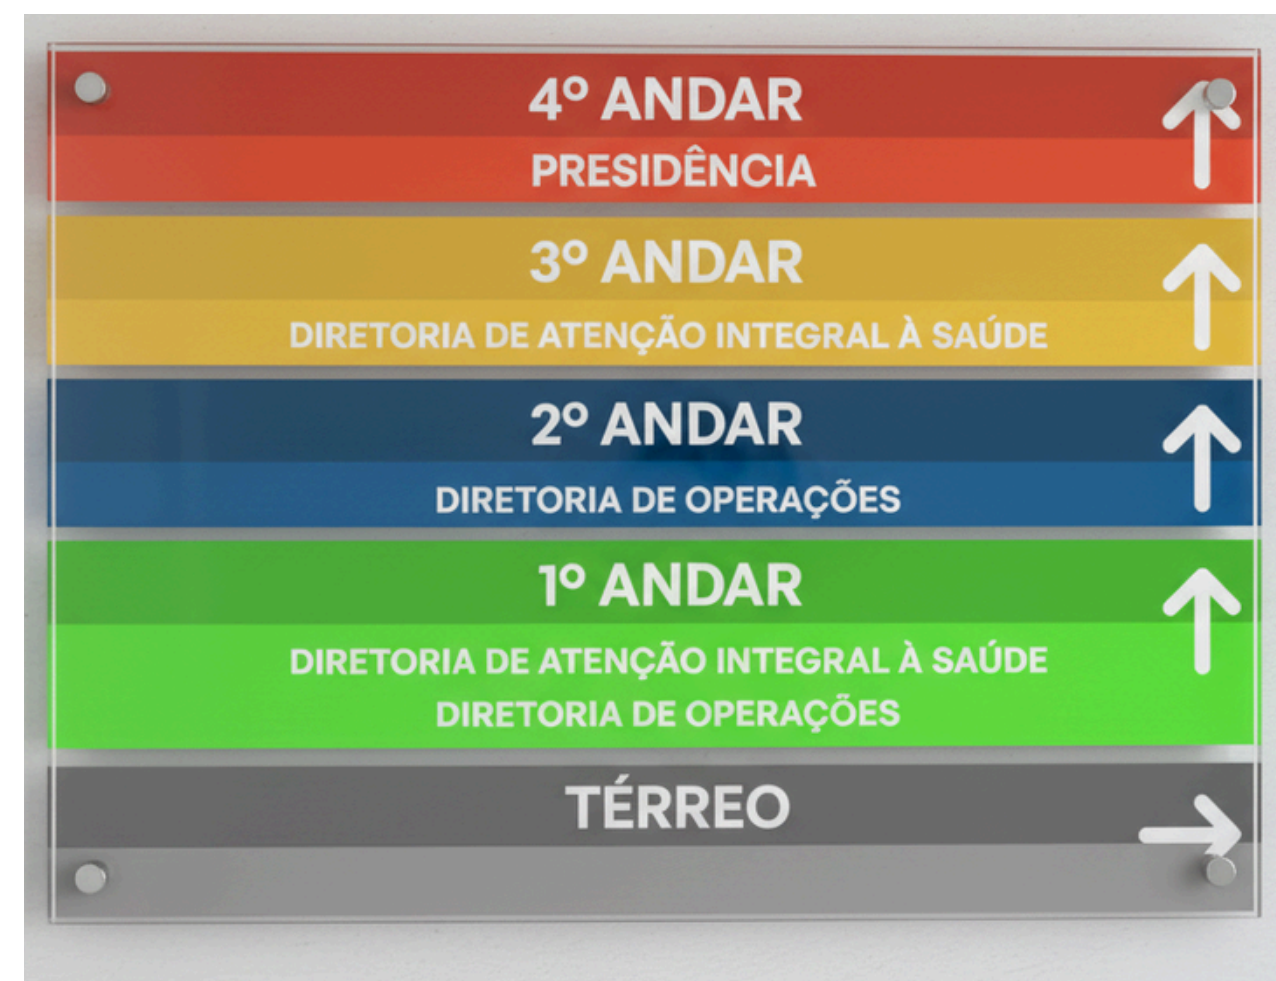 4º ANDAR
PRESIDÊNCIA
3º ANDAR
DIRETORIA DE ATENÇÃO INTEGRAL À SAÚDE
2º ANDAR
DIRETORIA DE OPERAÇÕES
1º ANDAR
DIRETORIA DE ATENÇÃO INTEGRAL À SAÚDE
DIRETORIA DE OPERAÇÕES
TÉRREO